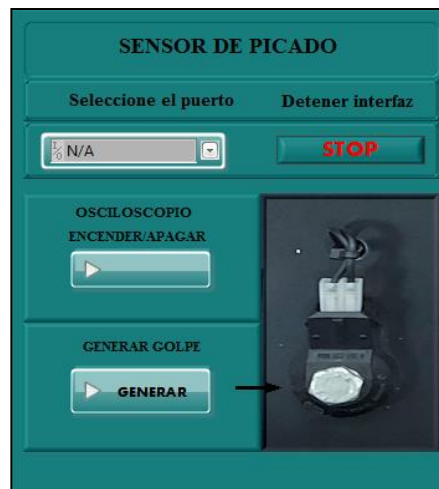 SENSOR DE PICADO
Seleccione el puerto Detener interfaz
I/O N/A STOP
OSCILOSCOPIO
ENCENDER/APAGAR
GENERAR GOLPE
GENERAR